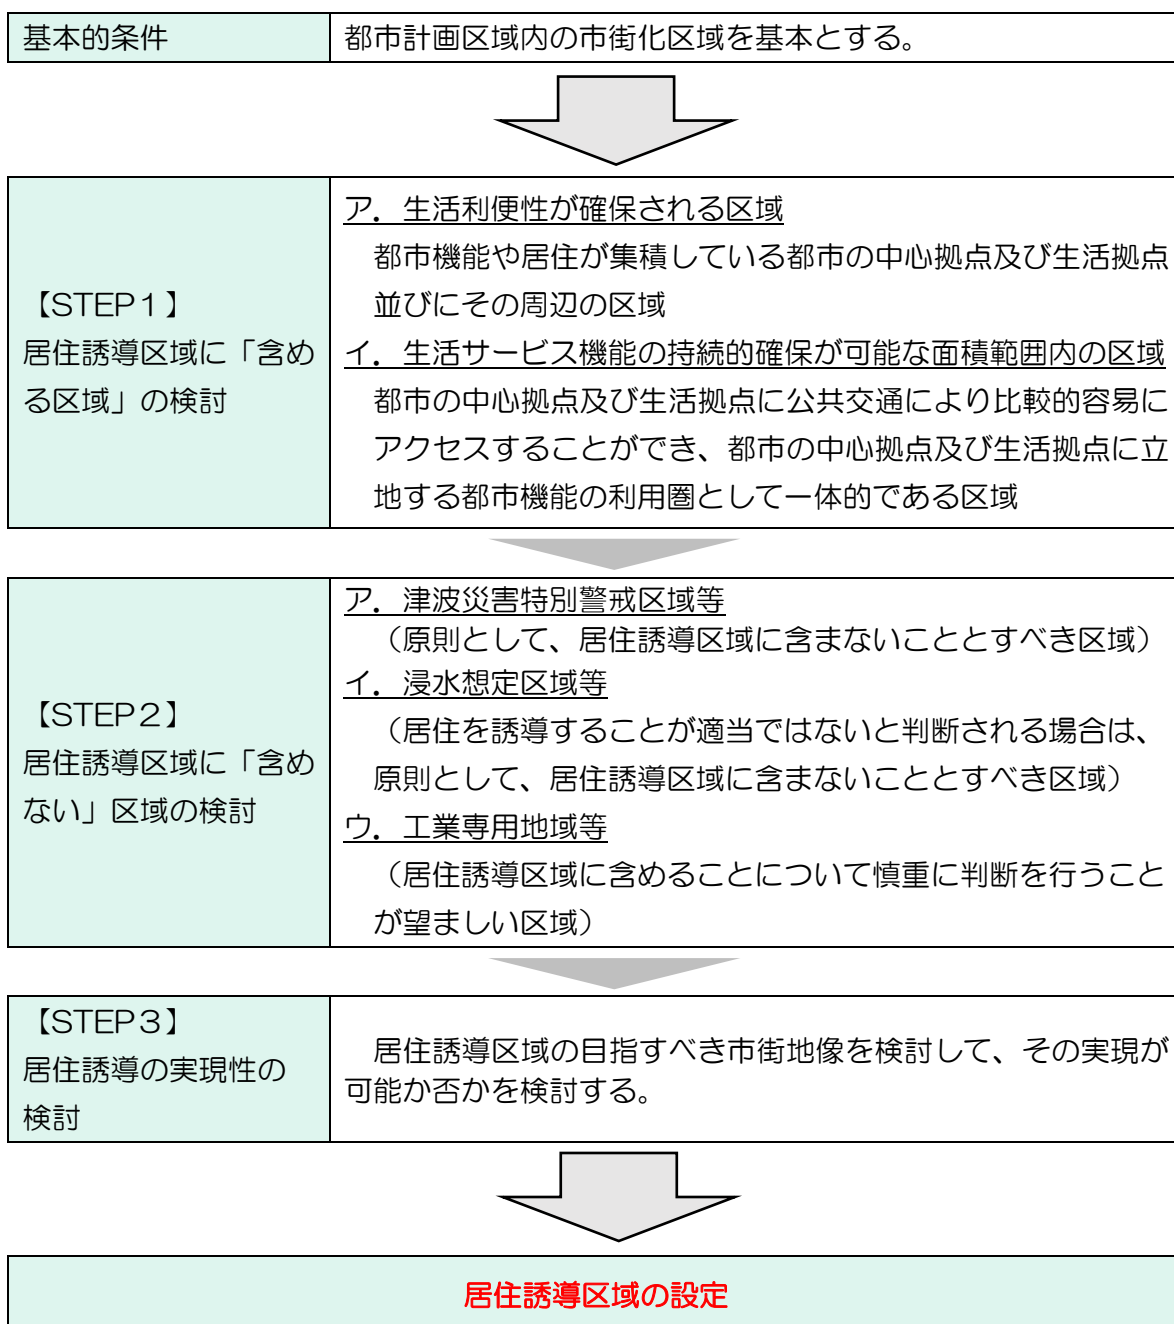 基本的条件
都市計画区域内の市街化区域を基本とする。
【STEP１】
居住誘導区域に「含め
る区域」の検討
ア．生活利便性が確保される区域
都市機能や居住が集積している都市の中心拠点及び生活拠点
並びにその周辺の区域
イ．生活サービス機能の持続的確保が可能な面積範囲内の区域
都市の中心拠点及び生活拠点に公共交通により比較的容易に
アクセスすることができ、都市の中心拠点及び生活拠点に立
地する都市機能の利用圏として一体的である区域
【STEP２】
居住誘導区域に「含め
ない」区域の検討
ア．津波災害特別警戒区域等
（原則として、居住誘導区域に含まないこととすべき区域）
イ．浸水想定区域等
（居住を誘導することが適当ではないと判断される場合は、
原則として、居住誘導区域に含まないこととすべき区域）
ウ．工業専用地域等
（居住誘導区域に含めることについて慎重に判断を行うこと
が望ましい区域）
【STEP３】
居住誘導の実現性の
検討
居住誘導区域の目指すべき市街地像を検討して、その実現が
可能か否かを検討する。
居住誘導区域の設定